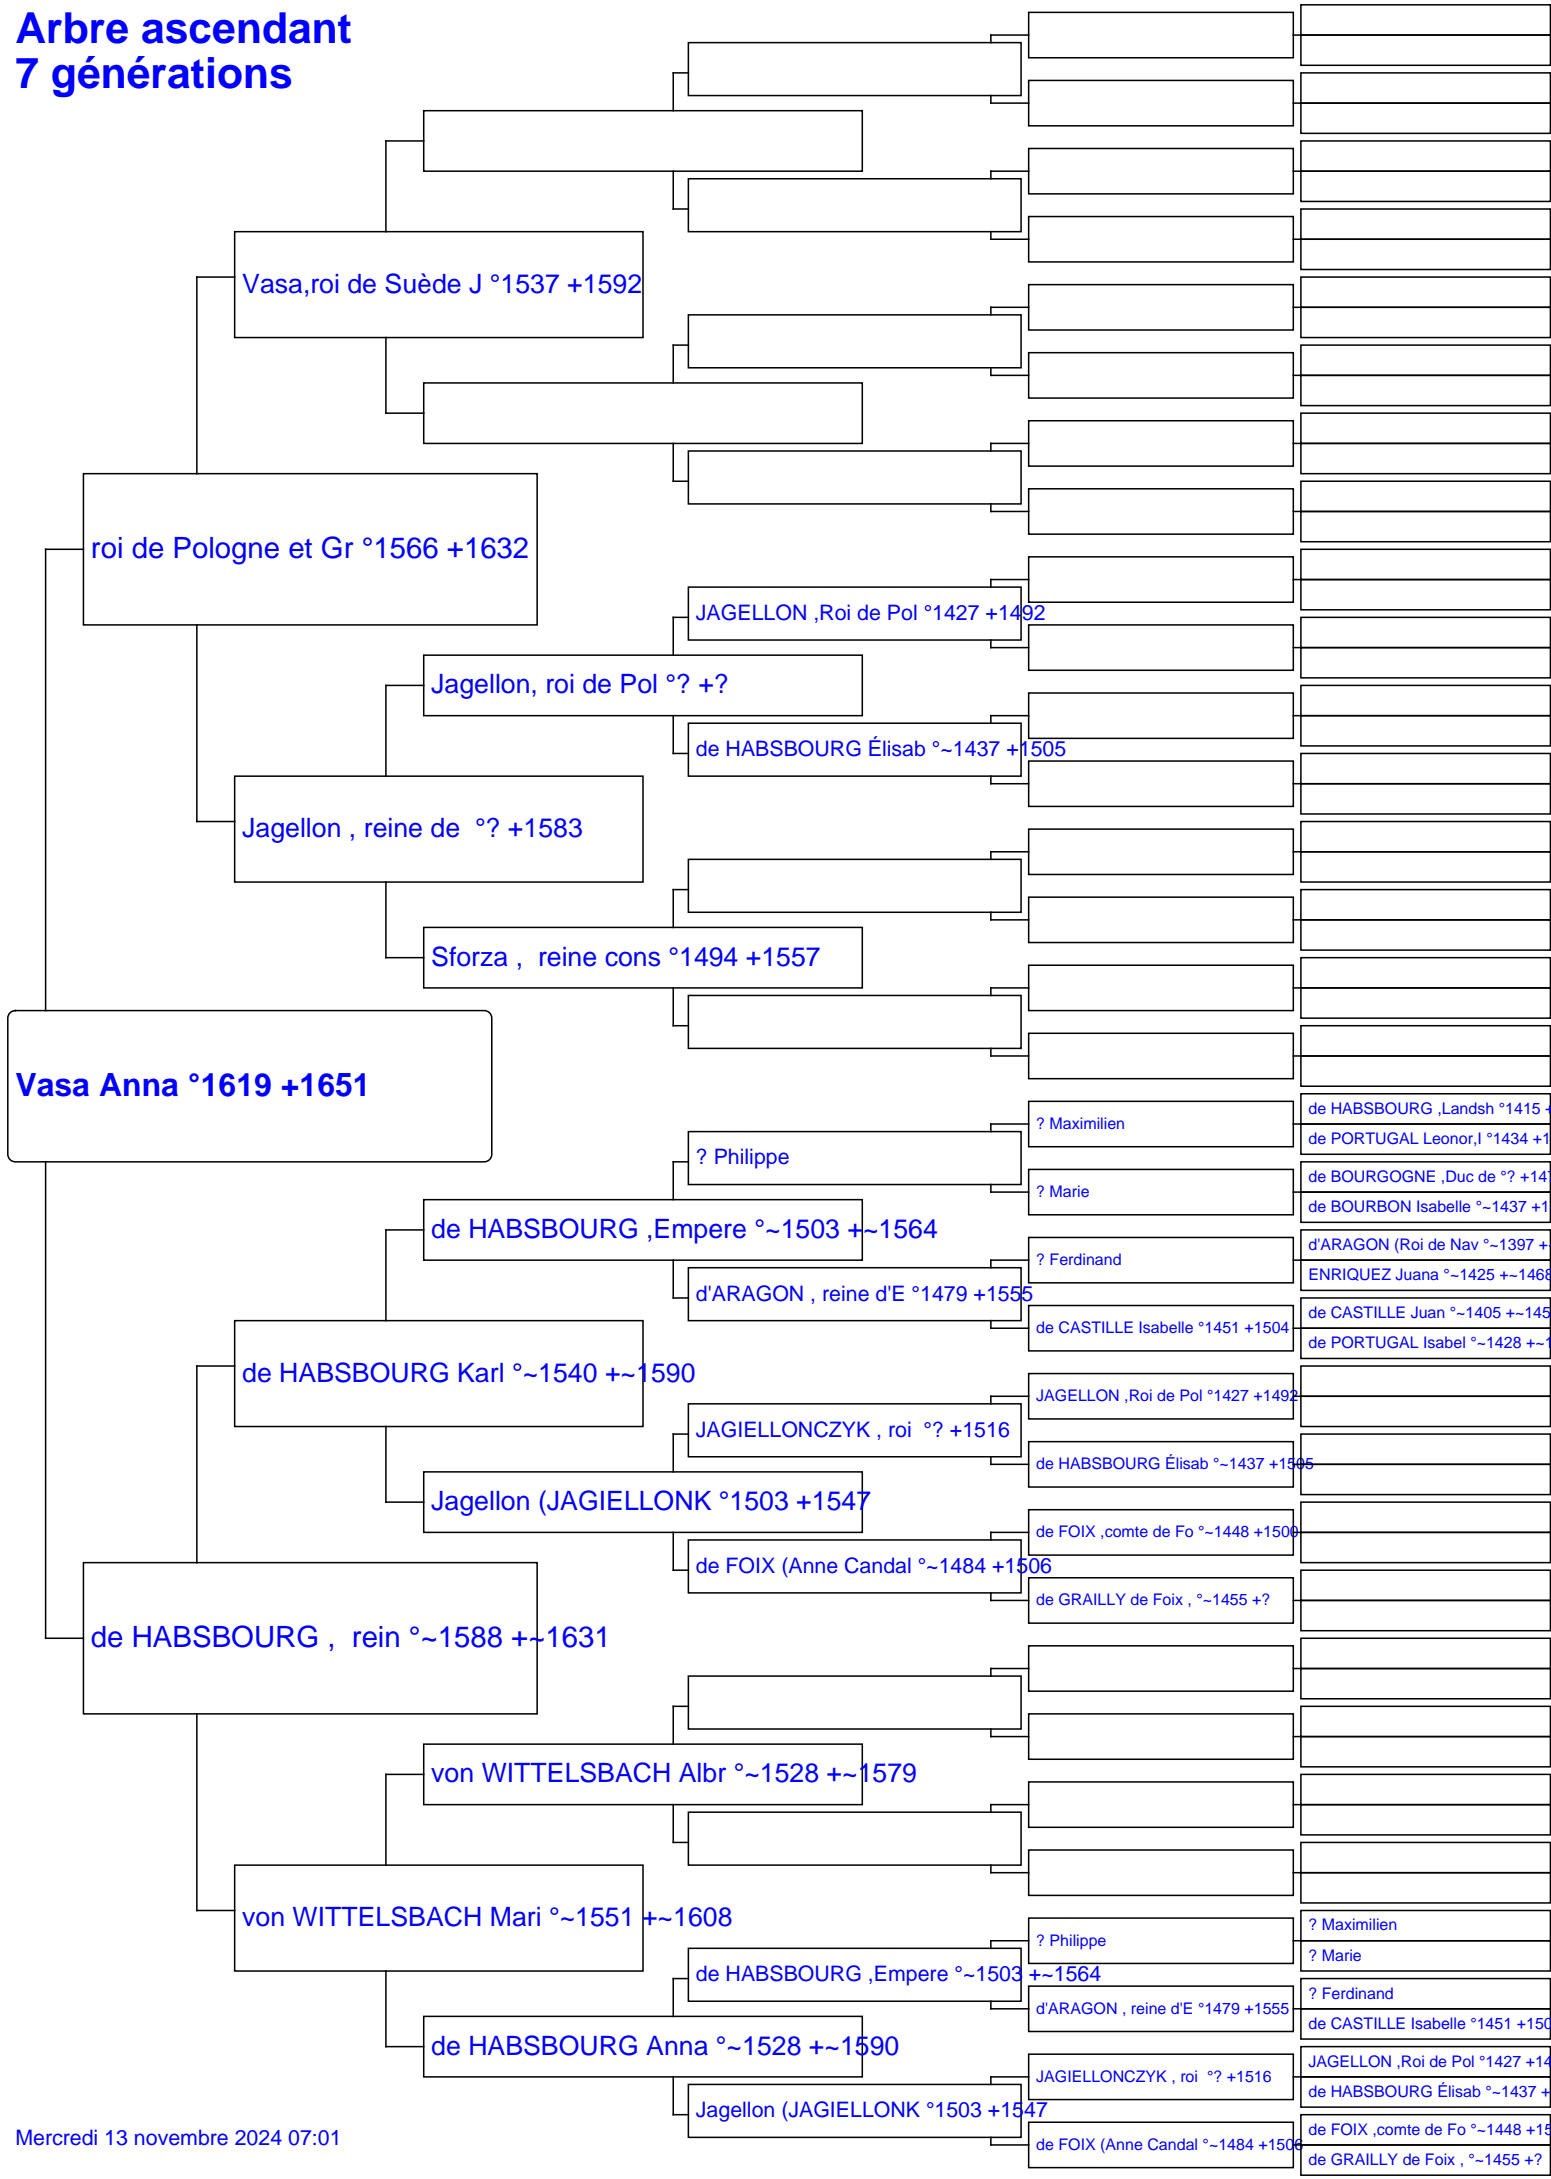 Arbre ascendant
7 générations
Vasa,roi de Suède J °1537 +1592
roi de Pologne et Gr °1566 +1632
JAGELLON ,Roi de Pol °1427 +1492
Jagellon, roi de Pol °? +?
de HABSBOURG Élisab °~1437 +1505
Jagellon , reine de °? +1583
Sforza , reine cons °1494 +1557
Vasa Anna °1619 +1651
de HABSBOURG ,Landsh °1415 +
? Maximilien
de PORTUGAL Leonor,I °1434 +1
? Philippe
de BOURGOGNE ,Duc de °? +147
? Marie
de BOURBON Isabelle °~1437 +1
de HABSBOURG ,Empere °~1503 +~1564
d'ARAGON (Roi de Nav °~1397 +
? Ferdinand
ENRIQUEZ Juana °~1425 +~1468
d'ARAGON , reine d'E °1479 +1555
de CASTILLE Juan °~1405 +~145
de CASTILLE Isabelle °1451 +1504
de PORTUGAL Isabel °~1428 +~1
de HABSBOURG Karl °~1540 +~1590
JAGELLON ,Roi de Pol °1427 +1492
JAGIELLONCZYK , roi °? +1516
de HABSBOURG Élisab °~1437 +1505
Jagellon (JAGIELLONK °1503 +1547
de FOIX ,comte de Fo °~1448 +1500
de FOIX (Anne Candal °~1484 +1506
de GRAILLY de Foix , °~1455 +?
de HABSBOURG , rein °~1588 +~1631
von WITTELSBACH Albr °~1528 +~1579
von WITTELSBACH Mari °~1551 +~1608
? Maximilien
? Philippe
? Marie
de HABSBOURG ,Empere °~1503 +~1564
? Ferdinand
d'ARAGON , reine d'E °1479 +1555
de CASTILLE Isabelle °1451 +150
de HABSBOURG Anna °~1528 +~1590
JAGELLON ,Roi de Pol °1427 +14
JAGIELLONCZYK , roi °? +1516
de HABSBOURG Élisab °~1437 +
Jagellon (JAGIELLONK °1503 +1547
de FOIX ,comte de Fo °~1448 +15
de FOIX (Anne Candal °~1484 +1506
de GRAILLY de Foix , °~1455 +?
Mercredi 13 novembre 2024 07:01